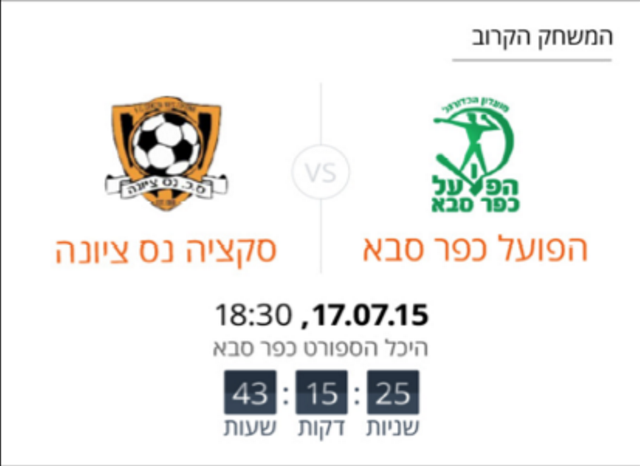 המשחק הקרוב
מועדון הכדורגל
הפועל
כפר סבא
VS
ס.כ. נס ציונה
הפועל כפר סבא
סקציה נס ציונה
17.07.15, 18:30
היכל הספורט כפר סבא
43 : 15 : 25
שניות דקות שעות